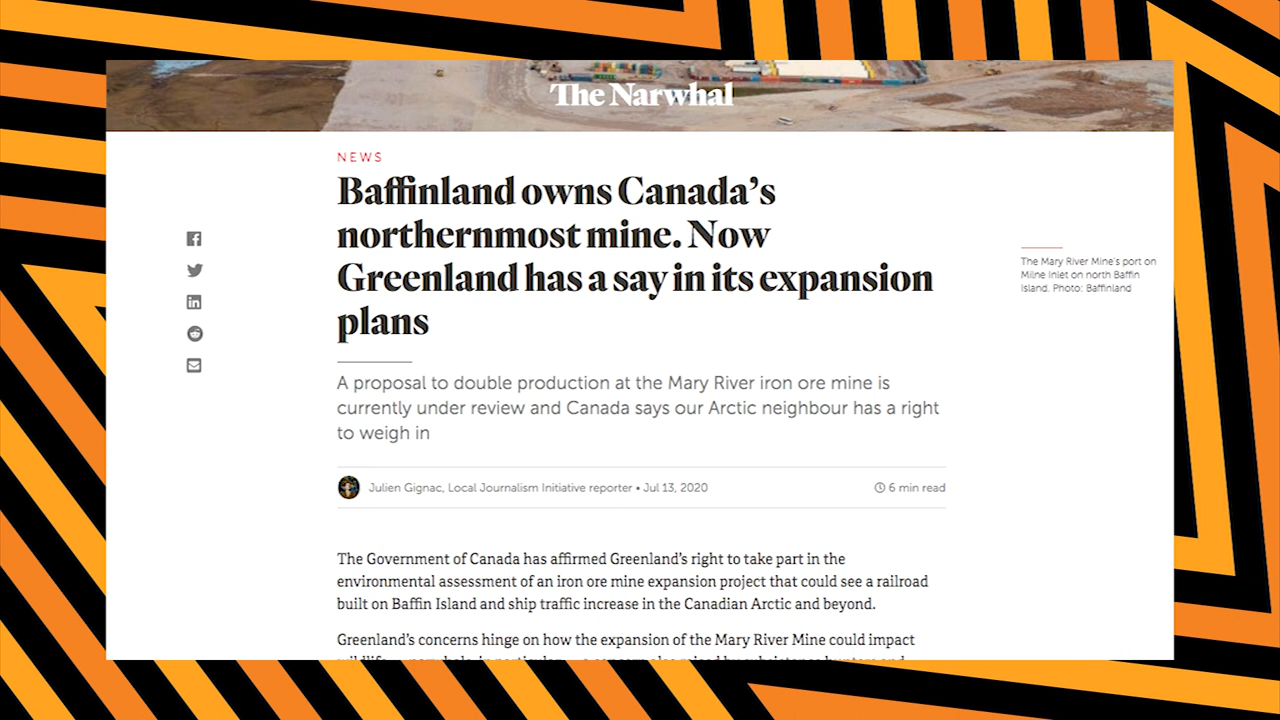 The Narwhal
NEWS
Baffinland owns Canada’s
northernmost mine. Now
Greenland has a say in its expansion
plans
A proposal to double production at the Mary River iron ore mine is
currently under review and Canada says our Arctic neighbour has a right
to weigh in
Julien Gignac, Local Journalism Initiative reporter • Jul 13, 2020
6 min read
The Mary River Mine's port on
Milne Inlet on north Baffin
Island. Photo: Baffinland
The Government of Canada has affirmed Greenland’s right to take part in the
environmental assessment of an iron ore mine expansion project that could see a railroad
built on Baffin Island and ship traffic increase in the Canadian Arctic and beyond.
Greenland’s concerns hinge on how the expansion of the Mary River Mine could impact